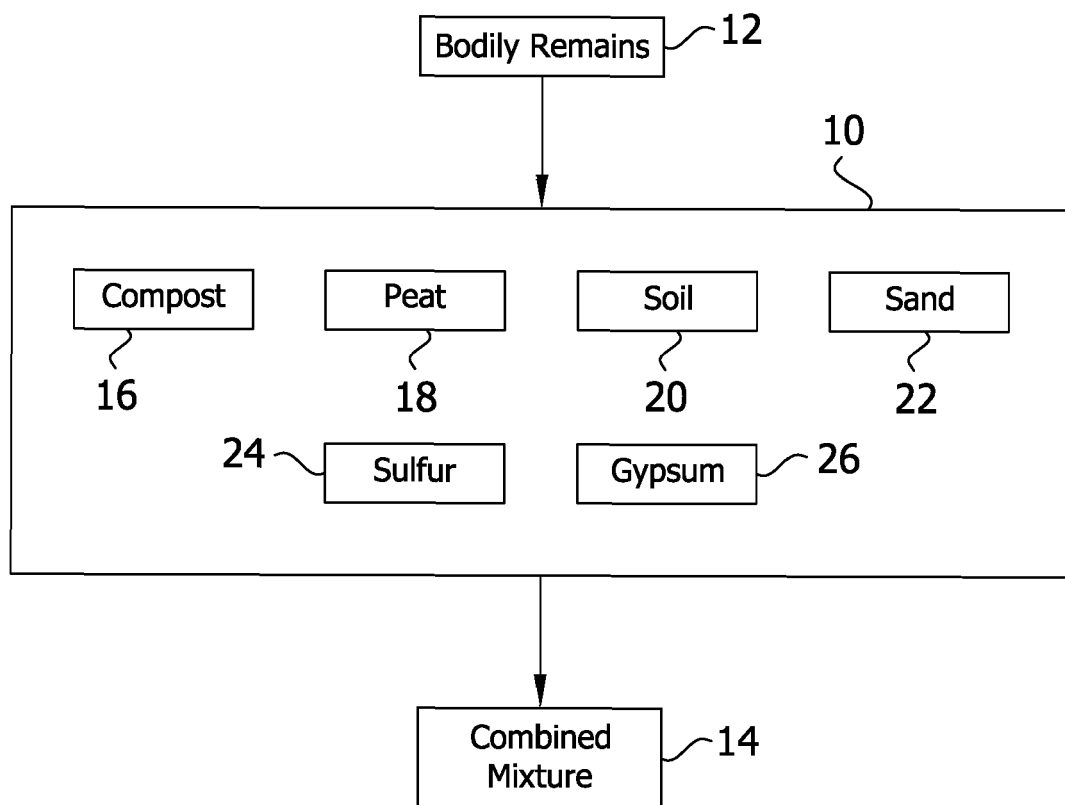 Bodily Remains 12
10
Compost Peat Soil Sand
16 18 20 22
24 Sulfur Gypsum 26
Combined
Mixture
14